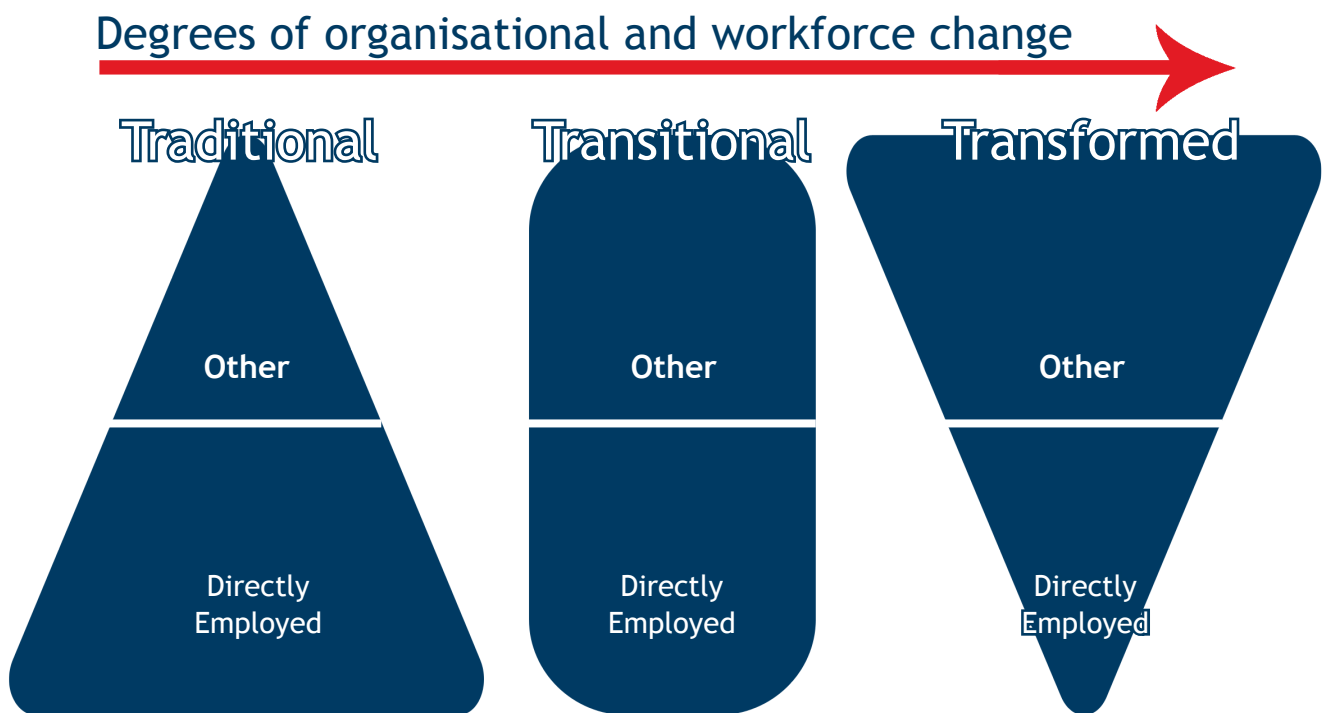 Degrees of organisational and workforce change
Traditional
Transitional
Transformed
Other
Other
Other
Directly
Employed
Directly
Employed
Directly
Employed